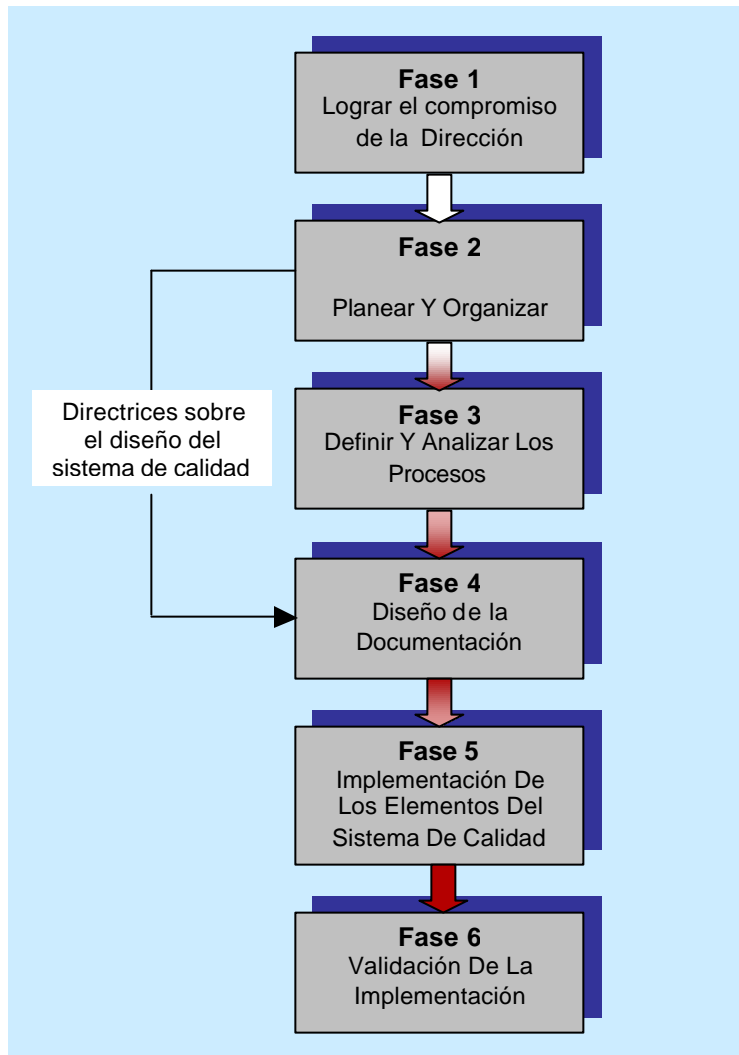 Fase 1
Lograr el compromiso
de la Dirección
Fase 2
Planear Y Organizar
Directrices sobre
el diseño del
sistema de calidad
Fase 3
Definir Y Analizar Los
Procesos
Fase 4
Diseño de la
Documentación
Fase 5
Implementación De
Los Elementos Del
Sistema De Calidad
Fase 6
Validación De La
Implementación